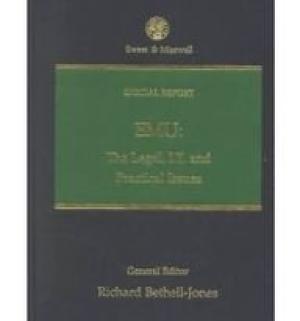 Sweet & Maxwell
SPECIAL REPORT
EMU:
The Legal, I.T. and
Practical Issues
General Editor
Richard Bethell-Jones